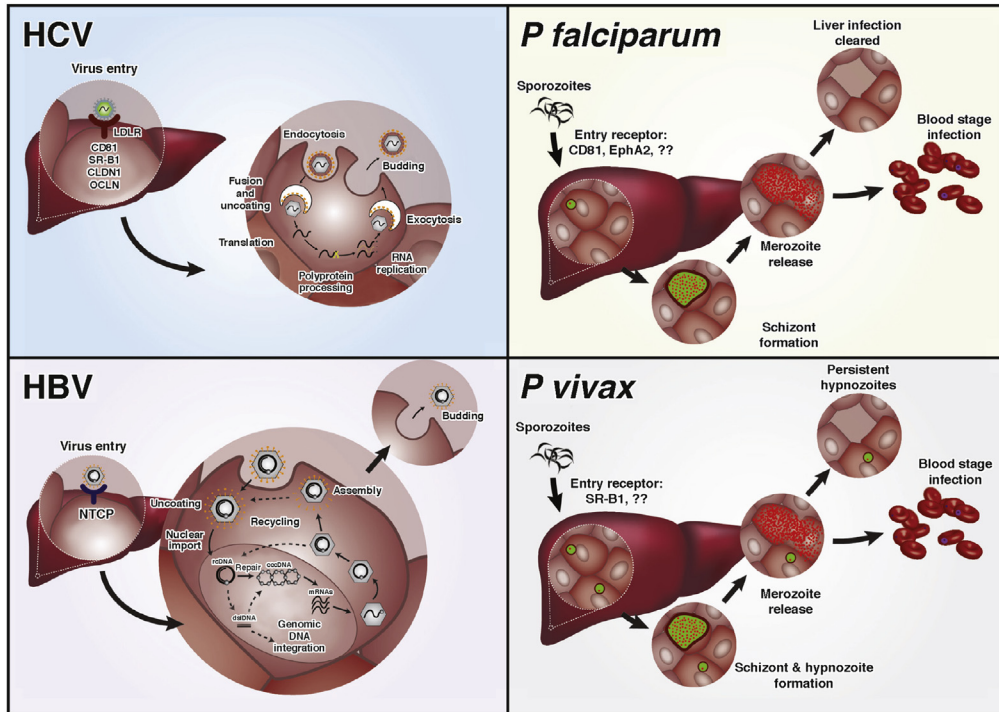 HCV
Virus entry
LDLR
CD81
SR-B1
CLDN1
OCLN
Endocytosis
Budding
Fusion and
uncoating
Exocytosis
Translation
RNA
replication
Polyprotein
processing
P falciparum
Liver infection
cleared
Sporozoites
Entry receptor:
CD81, EphA2, ??
Blood stage
infection
Merozoite
release
Schizont
formation
HBV
Budding
Virus entry
NTCP
Uncoating
Assembly
Recycling
Nuclear
import
rcDNA
Repair
cccDNA
mRNAs
dslDNA
Genomic
DNA
integration
P vivax
Persistent
hypnozoites
Sporozoites
Entry receptor:
SR-B1, ??
Blood stage
infection
Merozoite
release
Schizont & hypnozoite
formation